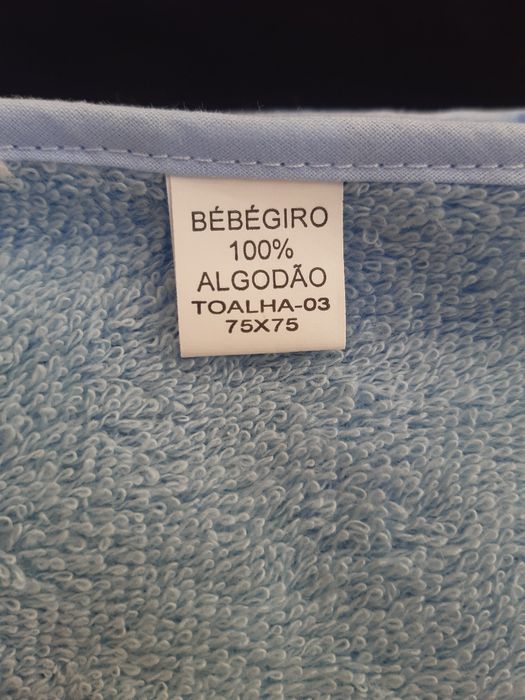 BÉBÉGIRO
100%
ALGODÃO
TOALHA-03
75X75